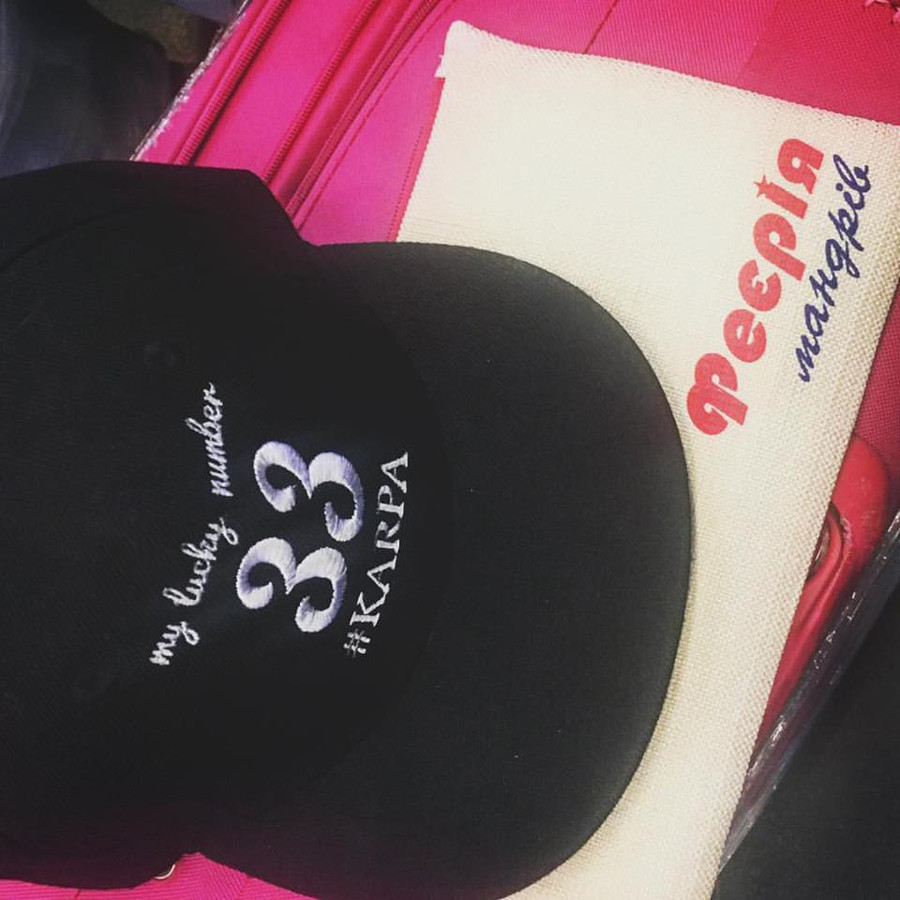 my lucky number
33
#KARPA
Феєрія
мандрів